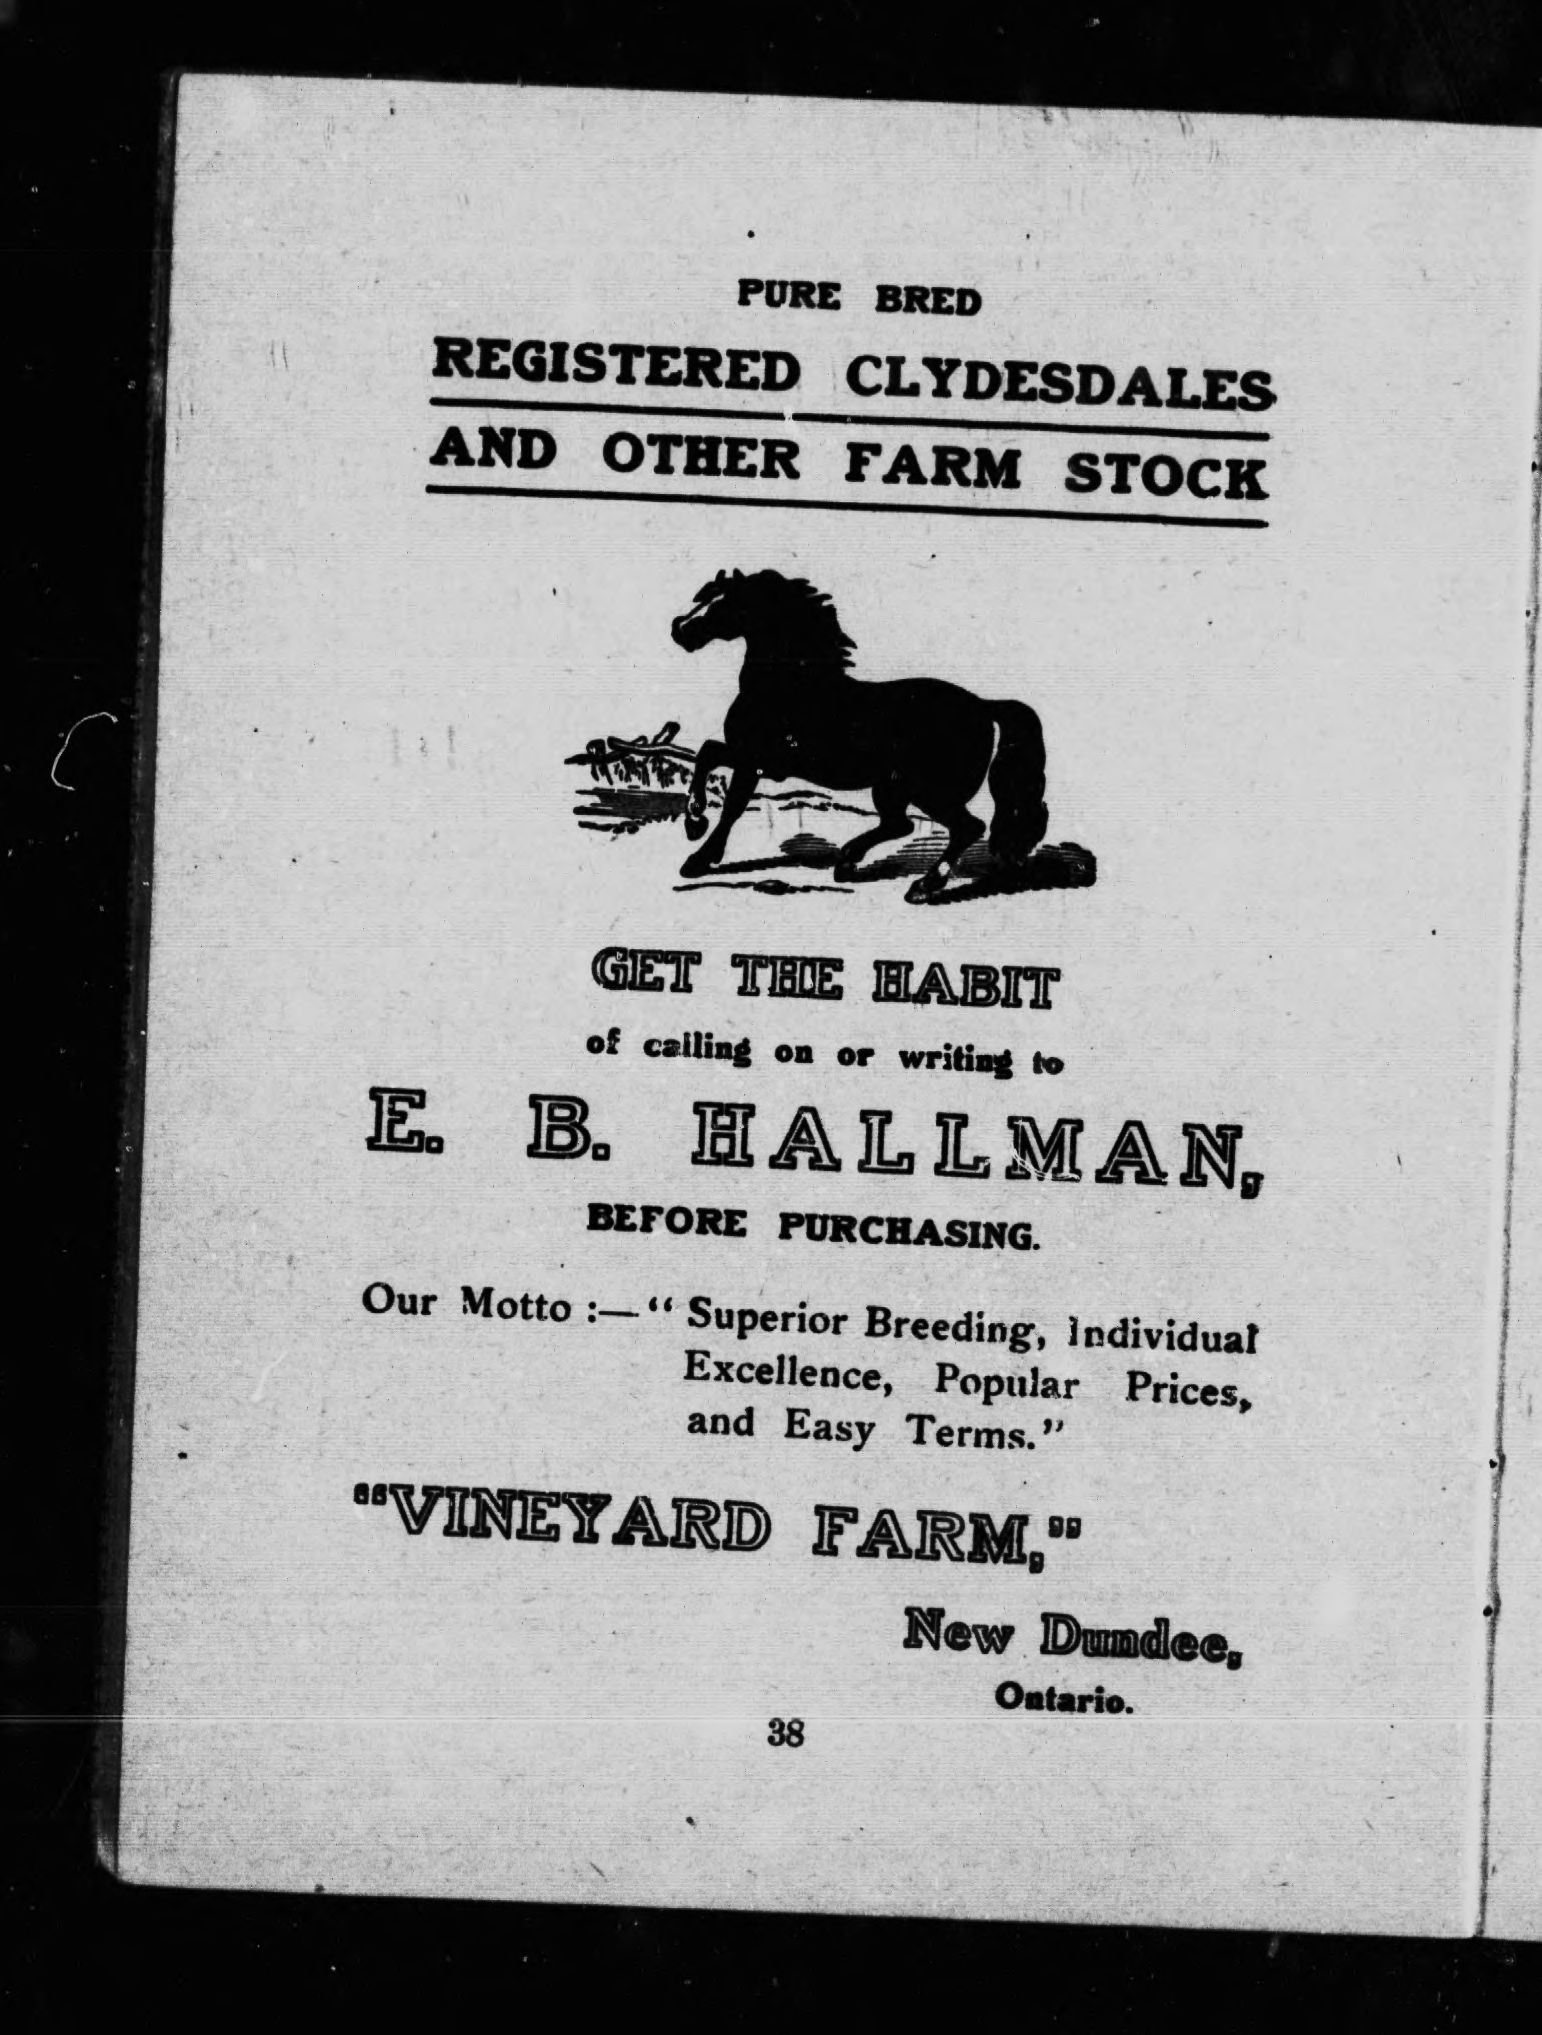 PURE BRED
REGISTERED CLYDESDALES
AND OTHER FARM STOCK
GET THE HABIT
of calling on or writing to
E. B. HALLMAN,
BEFORE PURCHASING.
Our Motto :—“ Superior Breeding, Individual
Excellence, Popular Prices,
and Easy Terms.”
“VINEYARD FARM,”
New Dundee,
Ontario.
38